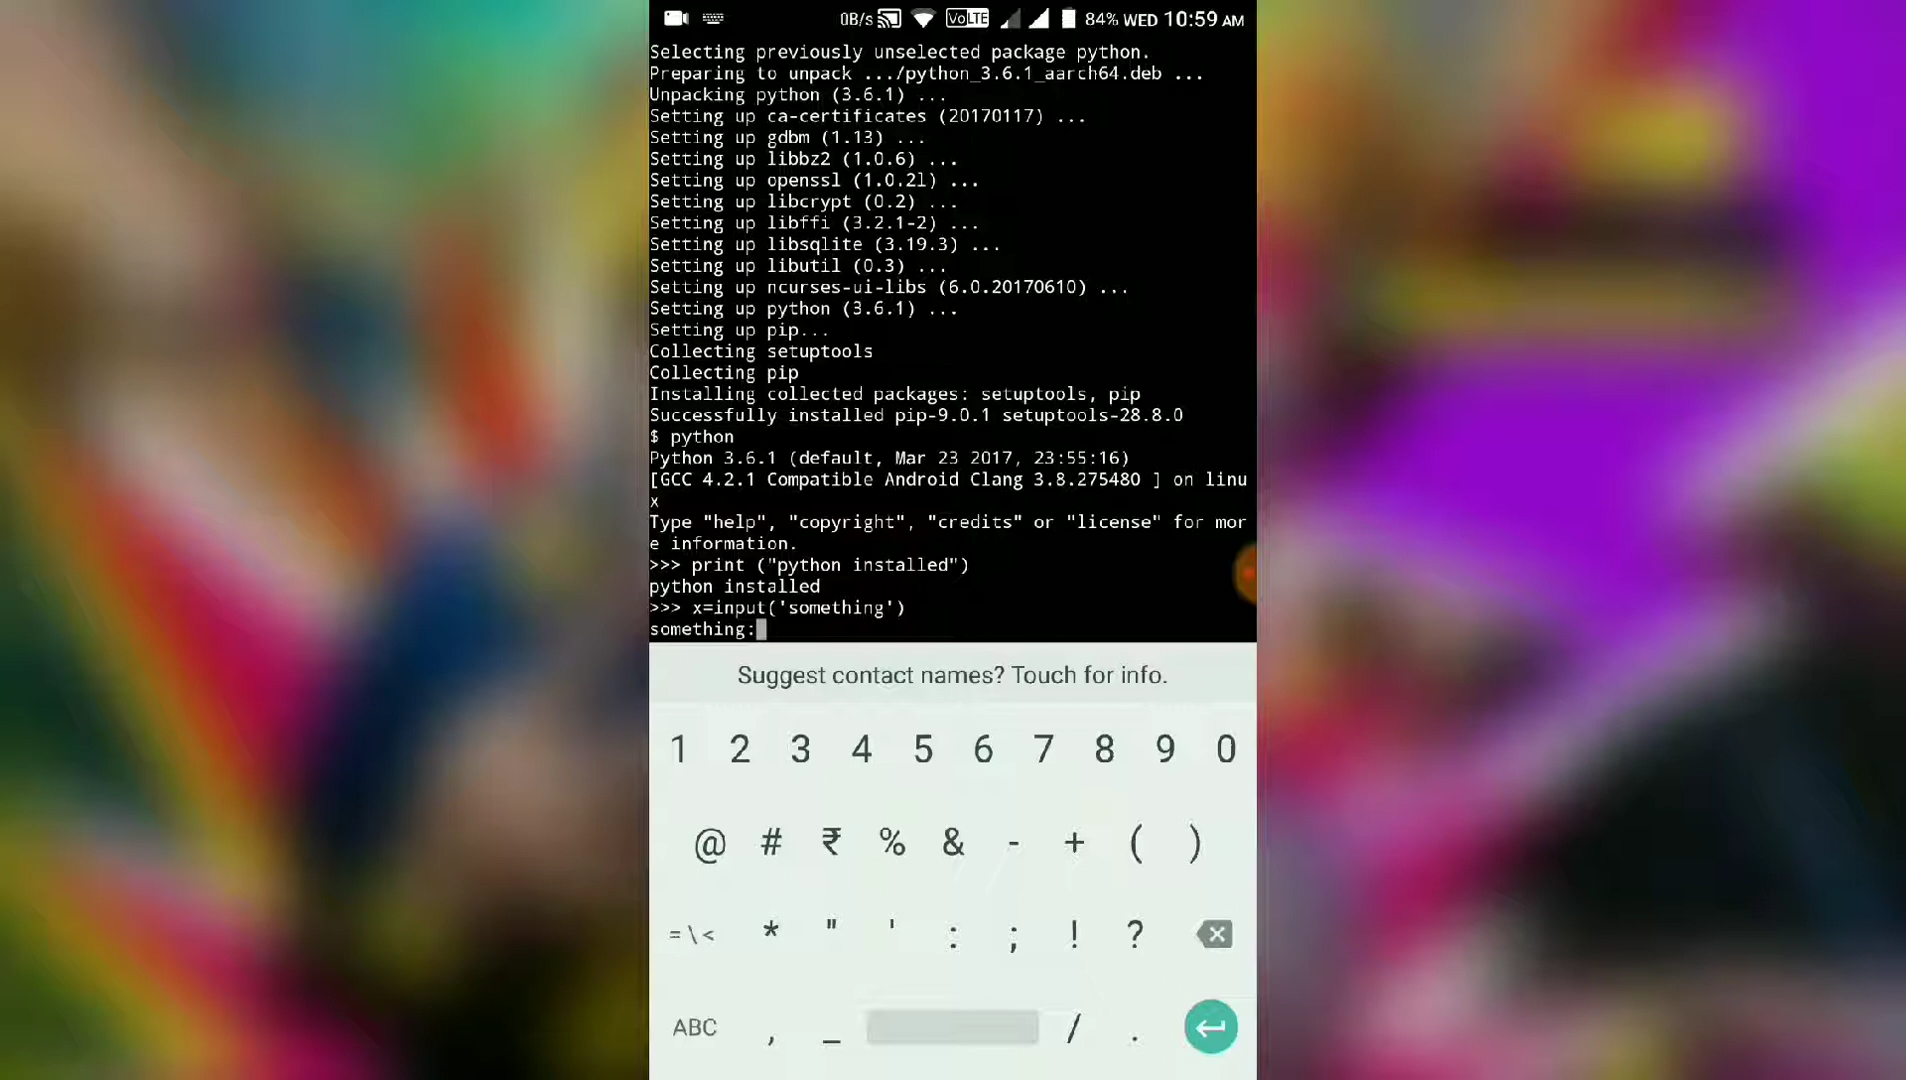 0B/s VoLTE 84% WED 10:59 AM
Selecting previously unselected package python.
Preparing to unpack .../python_3.6.1_aarch64.deb ...
Unpacking python (3.6.1) ...
Setting up ca-certificates (20170117) ...
Setting up gdbm (1.13) ...
Setting up libbz2 (1.0.6) ...
Setting up openssl (1.0.2l) ...
Setting up libcrypt (0.2) ...
Setting up libffi (3.2.1-2) ...
Setting up libsqlite (3.19.3) ...
Setting up libutil (0.3) ...
Setting up ncurses-ui-libs (6.0.20170610) ...
Setting up python (3.6.1) ...
Setting up pip...
Collecting setuptools
Collecting pip
Installing collected packages: setuptools, pip
Successfully installed pip-9.0.1 setuptools-28.8.0
$ python
Python 3.6.1 (default, Mar 23 2017, 23:55:16)
[GCC 4.2.1 Compatible Android Clang 3.8.275480 ] on linu
x
Type "help", "copyright", "credits" or "license" for mor
e information.
>>> print ("python installed")
python installed
>>> x=input('something')
something:
Suggest contact names? Touch for info.
1 2 3 4 5 6 7 8 9 0
@ # ₹ % & - + ( )
=\< * " ' : ; ! ?
ABC , _ / .